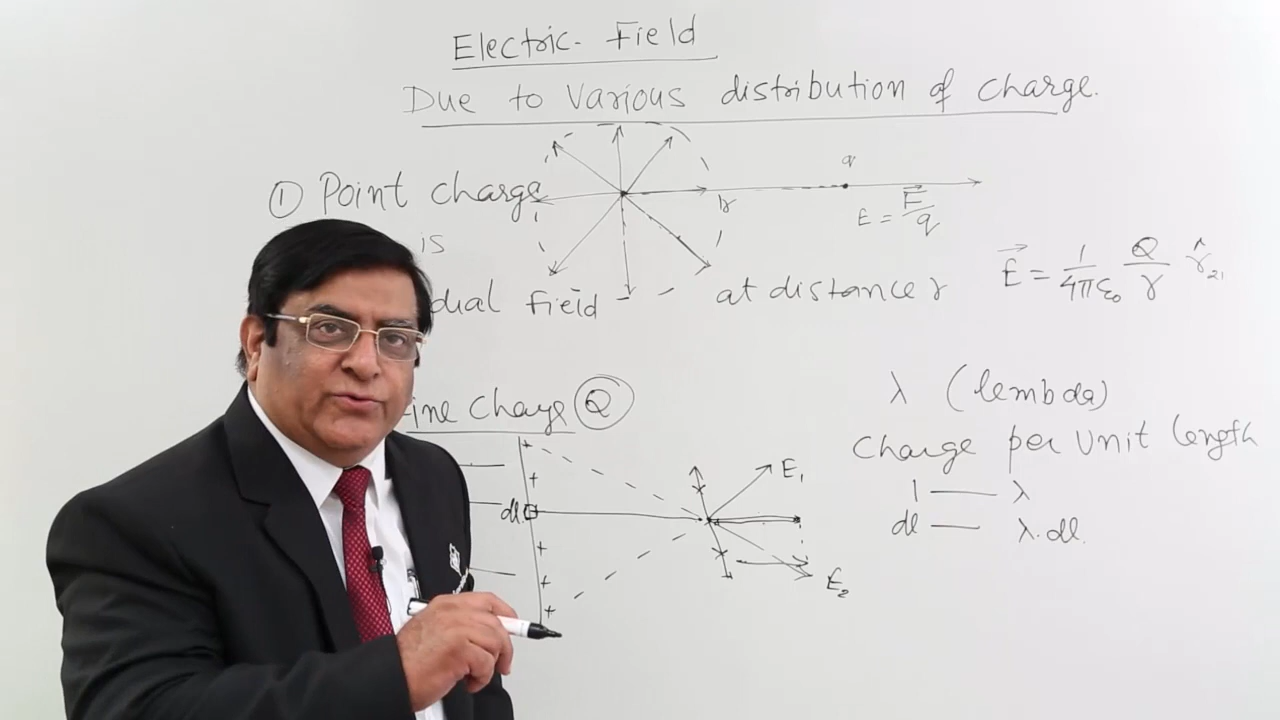 Electric- Field
Due to Various distribution of charge.
① Point charge
r
q
E = F/q
is
dual field at distance r
E⃗ = 1/4πε₀ Q/r r̂₂₁
ine Charge Q
λ (lembda)
Charge per Unit length
1 — λ
dl — λ.dl.
+
+
dl
+
+
+
E₁
E₂